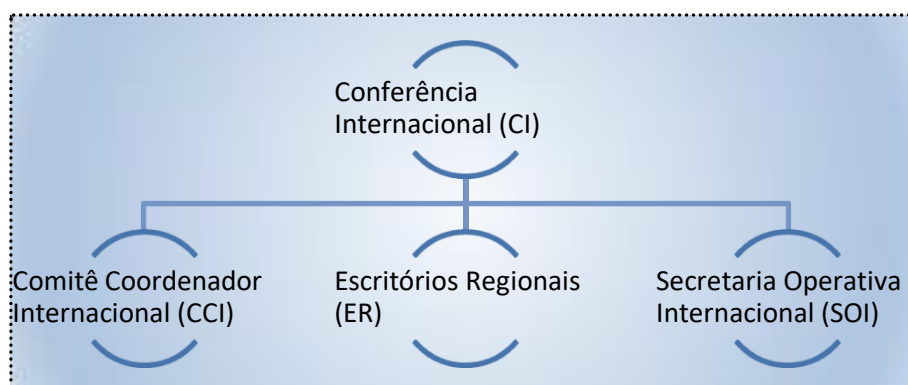 Conferência
Internacional (CI)
Comitê Coordenador
Internacional (CCI)
Escritórios Regionais
(ER)
Secretaria Operativa
Internacional (SOI)